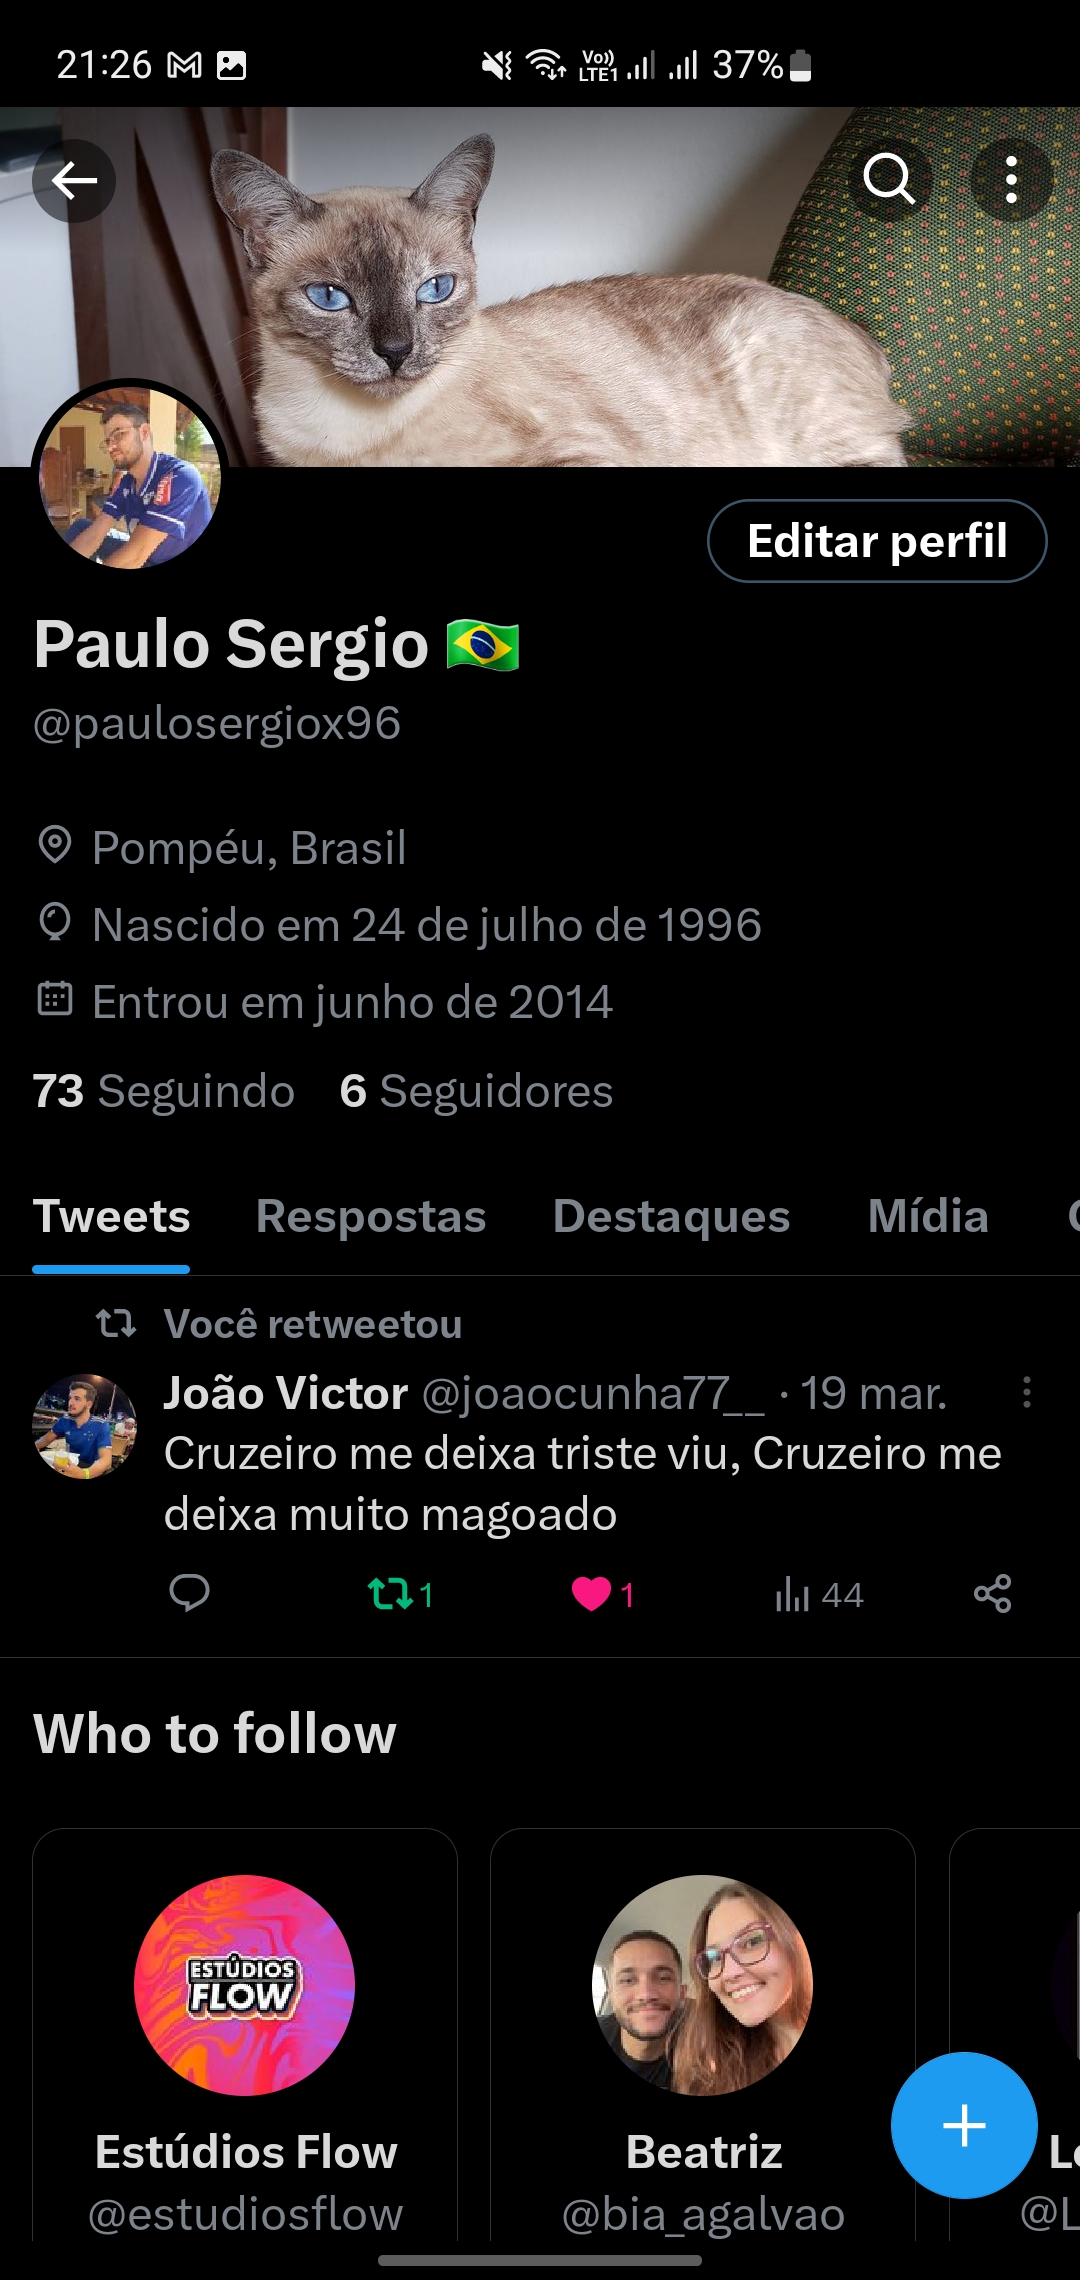 21:26
Vo)) LTE1
37%
Editar perfil
Paulo Sergio 🇧🇷
@paulosergiox96
Pompéu, Brasil
Nascido em 24 de julho de 1996
Entrou em junho de 2014
73 Seguindo 6 Seguidores
Tweets Respostas Destaques Mídia
Você retweetou
João Victor @joaocunha77__ · 19 mar.
Cruzeiro me deixa triste viu, Cruzeiro me
deixa muito magoado
1 1 44
Who to follow
ESTÚDIOS
FLOW
Estúdios Flow Beatriz
@estudiosflow @bia_agalvao @L